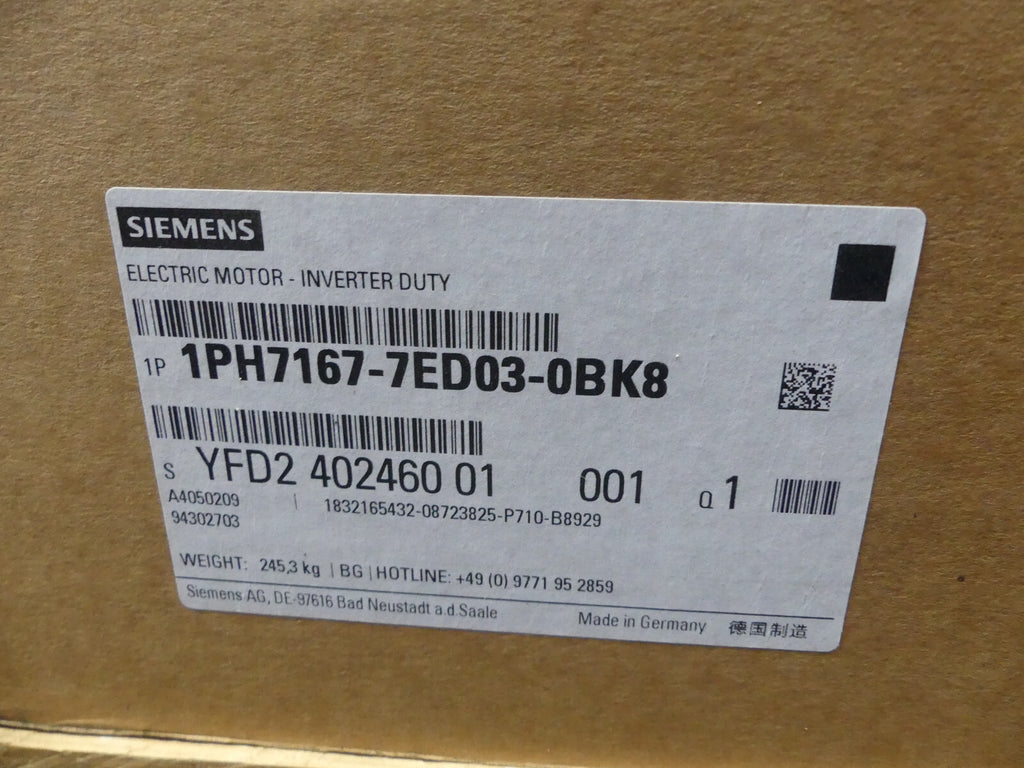 SIEMENS
ELECTRIC MOTOR - INVERTER DUTY
1P 1PH7167-7ED03-0BK8
S YFD2 402460 01 001 Q 1
A4050209 | 1832165432-08723825-P710-B8929
94302703
WEIGHT: 245,3 kg | BG | HOTLINE: +49 (0) 9771 95 2859
Siemens AG, DE-97616 Bad Neustadt a.d.Saale
Made in Germany 德国制造